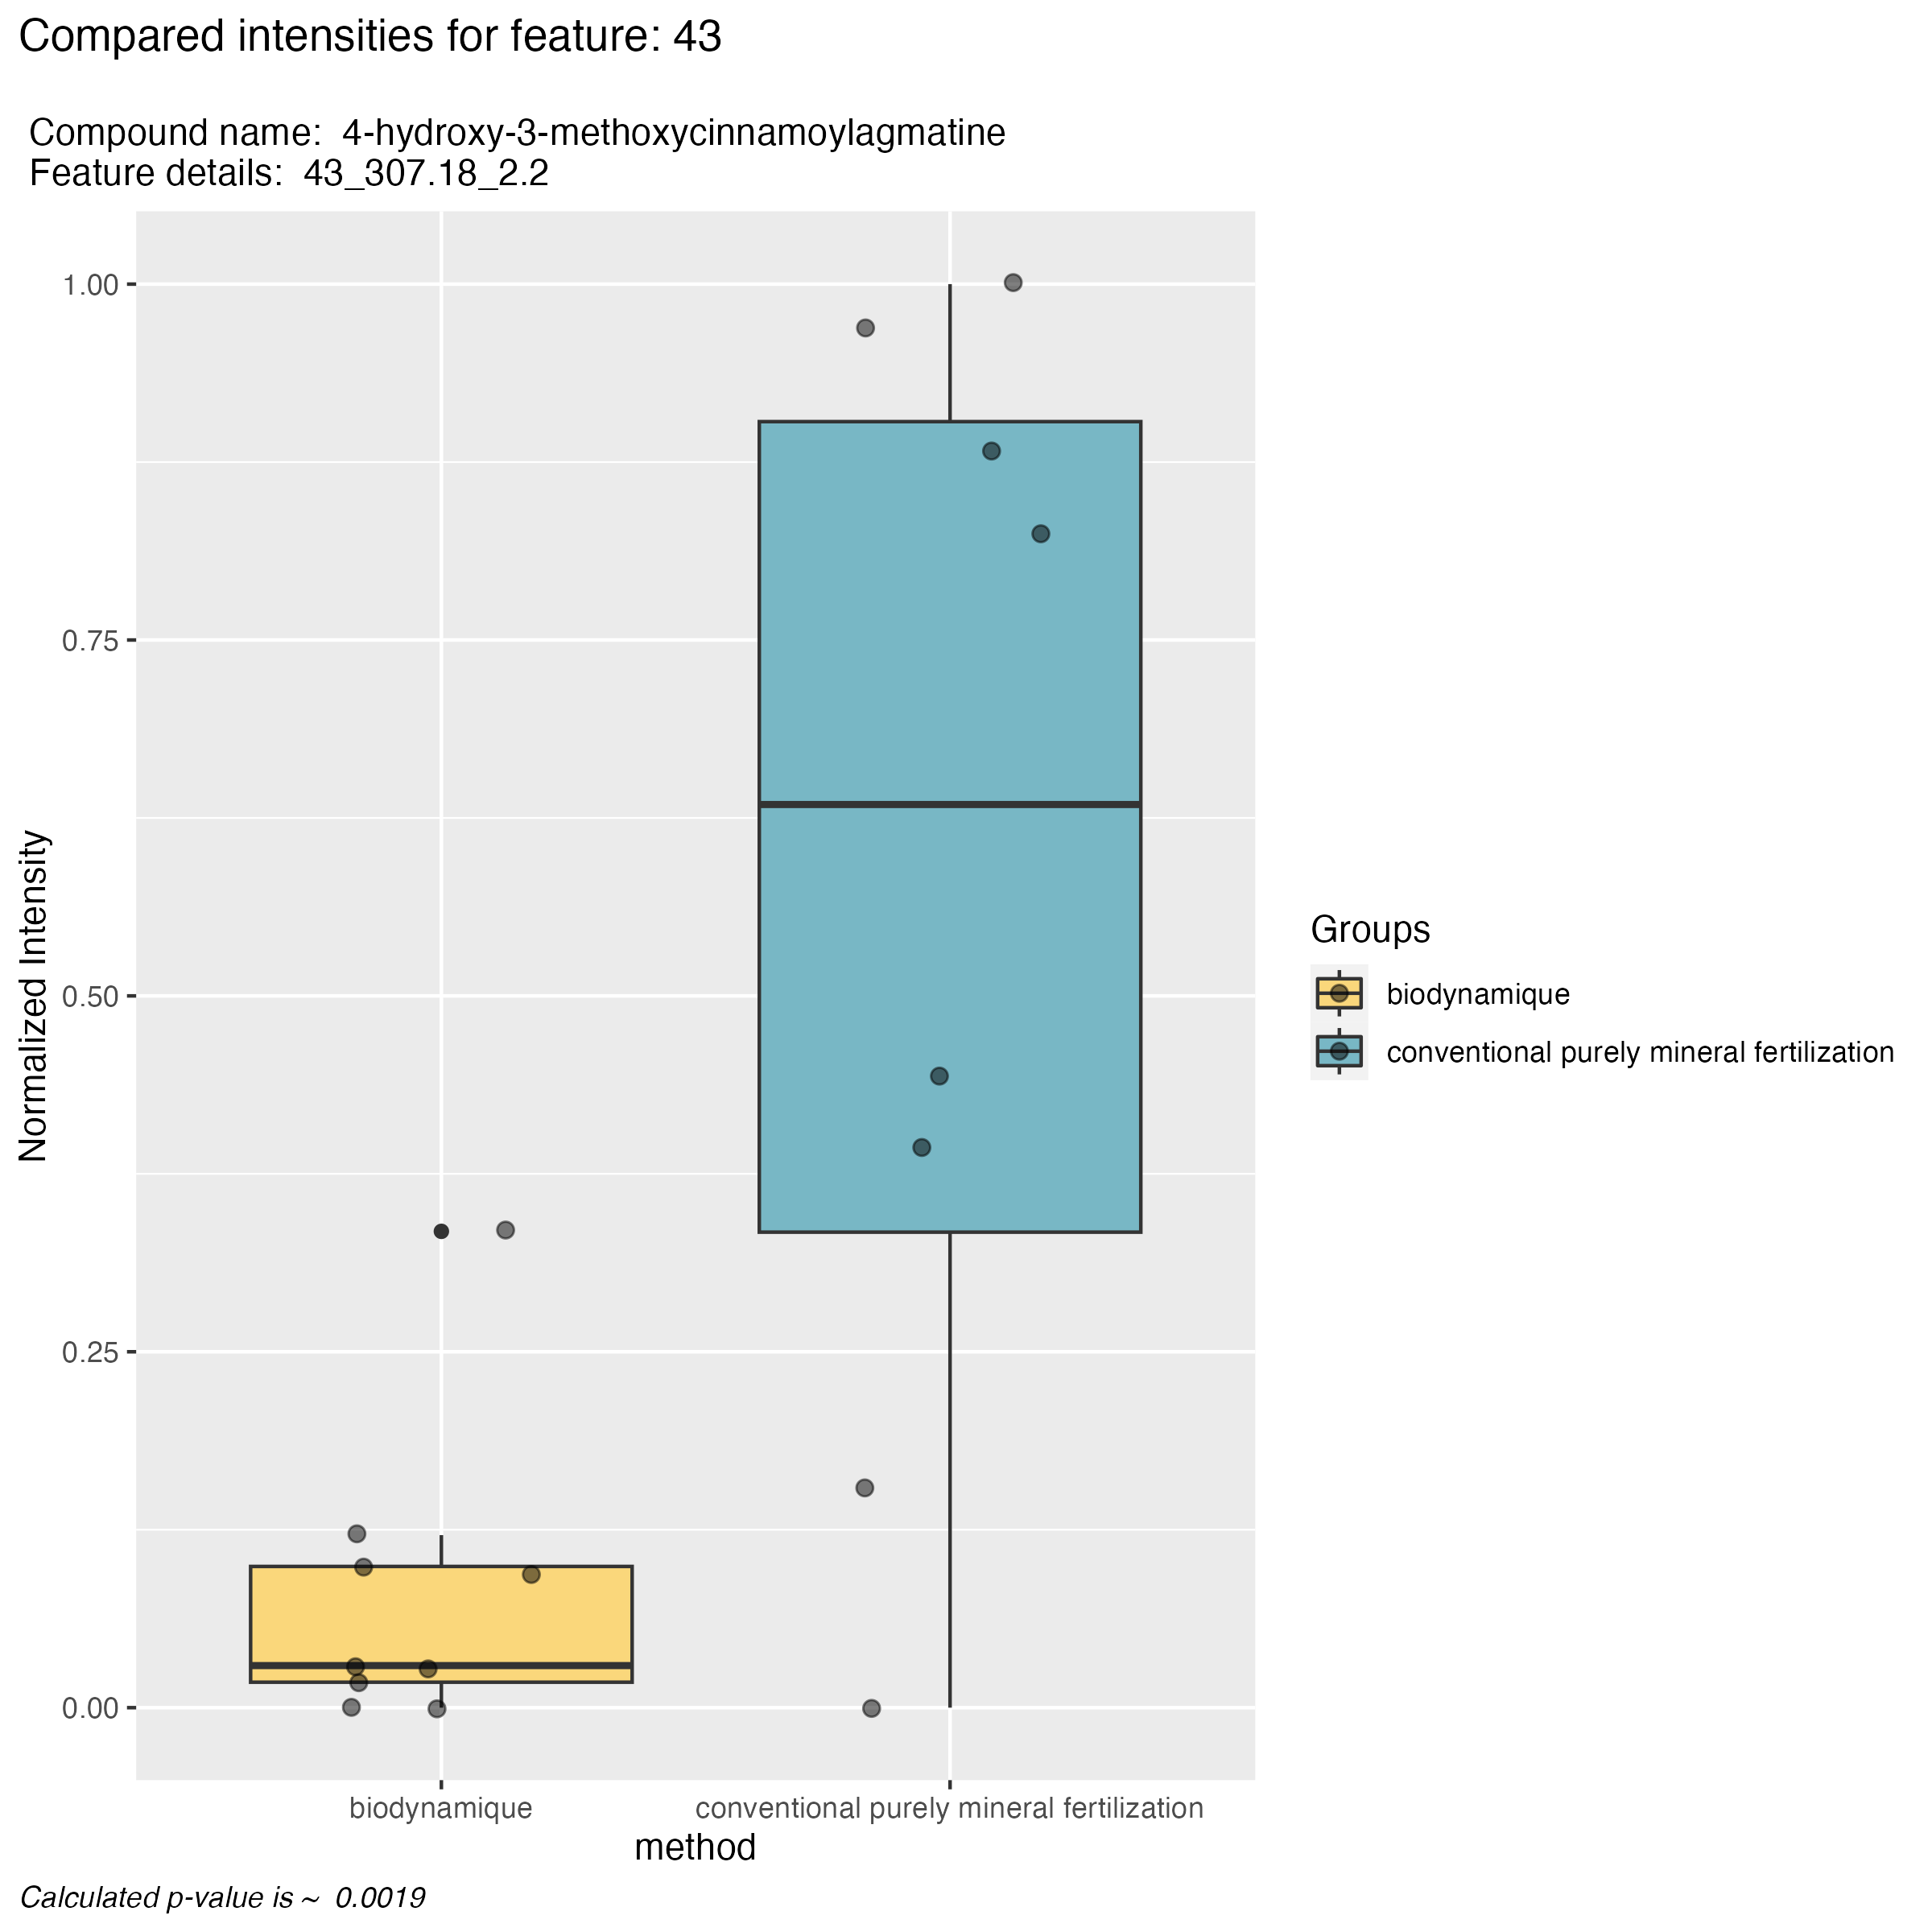 Compared intensities for feature: 43
Compound name:  4-hydroxy-3-methoxycinnamoylagmatine
Feature details:  43_307.18_2.2
Normalized Intensity
1.00
0.75
0.50
0.25
0.00
biodynamique
conventional purely mineral fertilization
method
Groups
biodynamique
conventional purely mineral fertilization
Calculated p-value is ~  0.0019